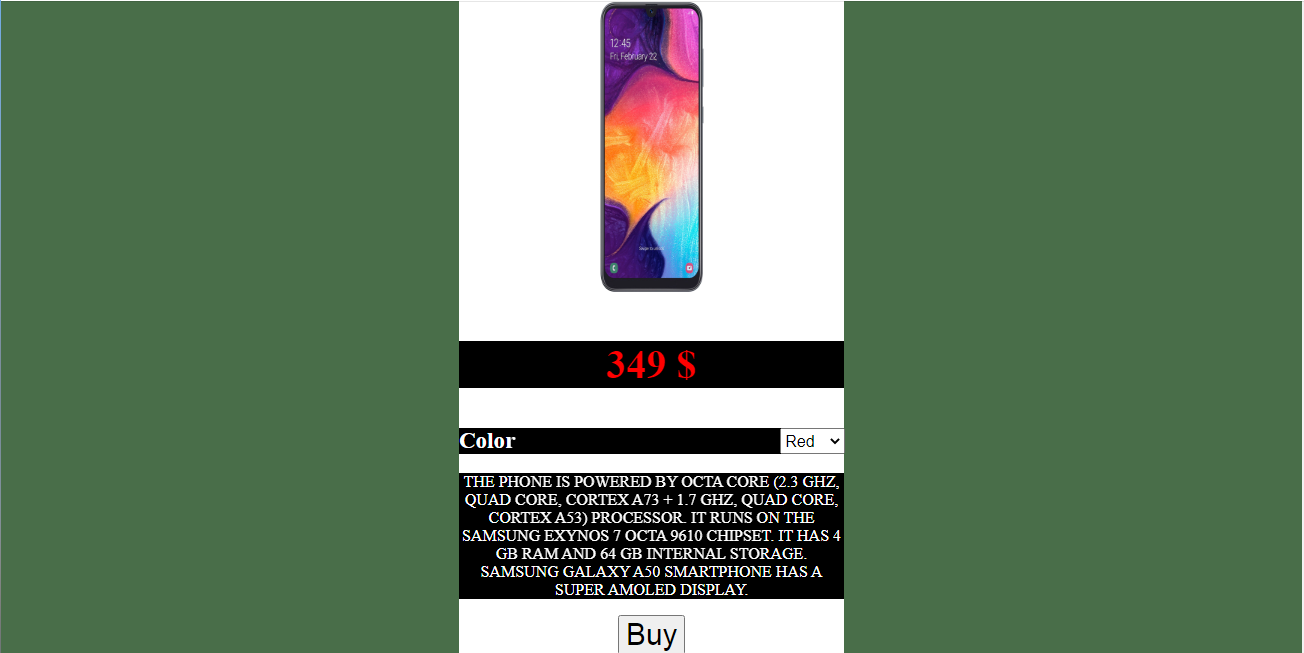 12:45
Fri, February 22
349 $
Color
Red
THE PHONE IS POWERED BY OCTA CORE (2.3 GHZ,
QUAD CORE, CORTEX A73 + 1.7 GHZ, QUAD CORE,
CORTEX A53) PROCESSOR. IT RUNS ON THE
SAMSUNG EXYNOS 7 OCTA 9610 CHIPSET. IT HAS 4
GB RAM AND 64 GB INTERNAL STORAGE.
SAMSUNG GALAXY A50 SMARTPHONE HAS A
SUPER AMOLED DISPLAY.
Buy